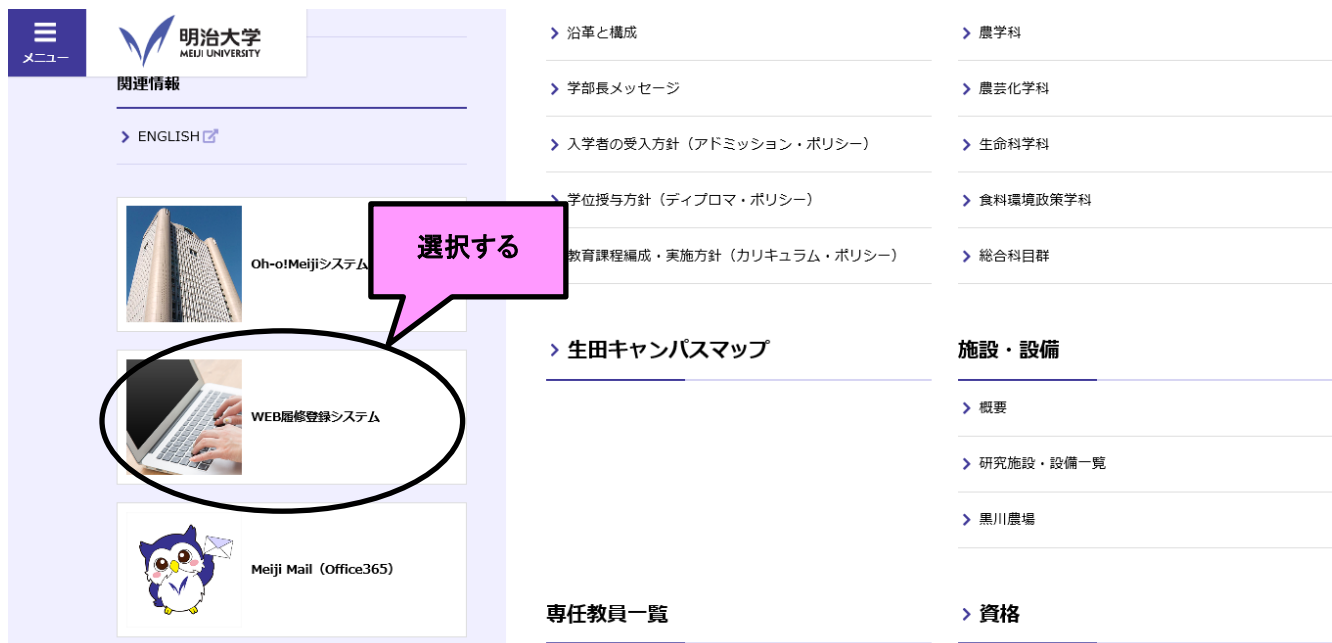 メニュー
明治大学
MEIJI UNIVERSITY
関連情報
ENGLISH
Oh-o!Meijiシステム
選択する
WEB履修登録システム
Meiji Mail（Office365）
沿革と構成
学部長メッセージ
入学者の受入方針（アドミッション・ポリシー）
学位授与方針（ディプロマ・ポリシー）
教育課程編成・実施方針（カリキュラム・ポリシー）
生田キャンパスマップ
専任教員一覧
農学科
農芸化学科
生命科学科
食料環境政策学科
総合科目群
施設・設備
概要
研究施設・設備一覧
黒川農場
資格